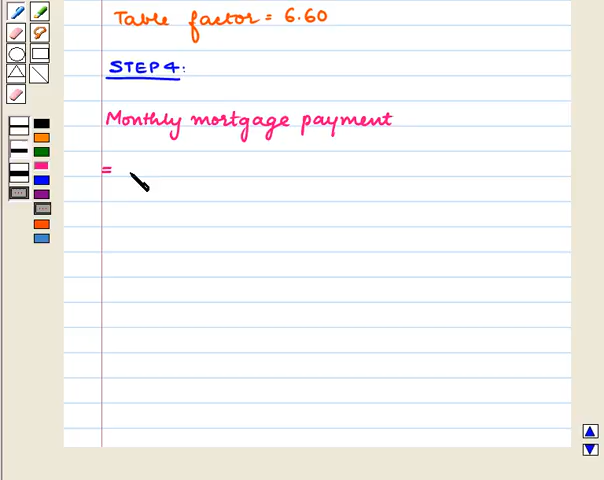 Table factor = 6.60
STEP 4:
Monthly mortgage payment
=